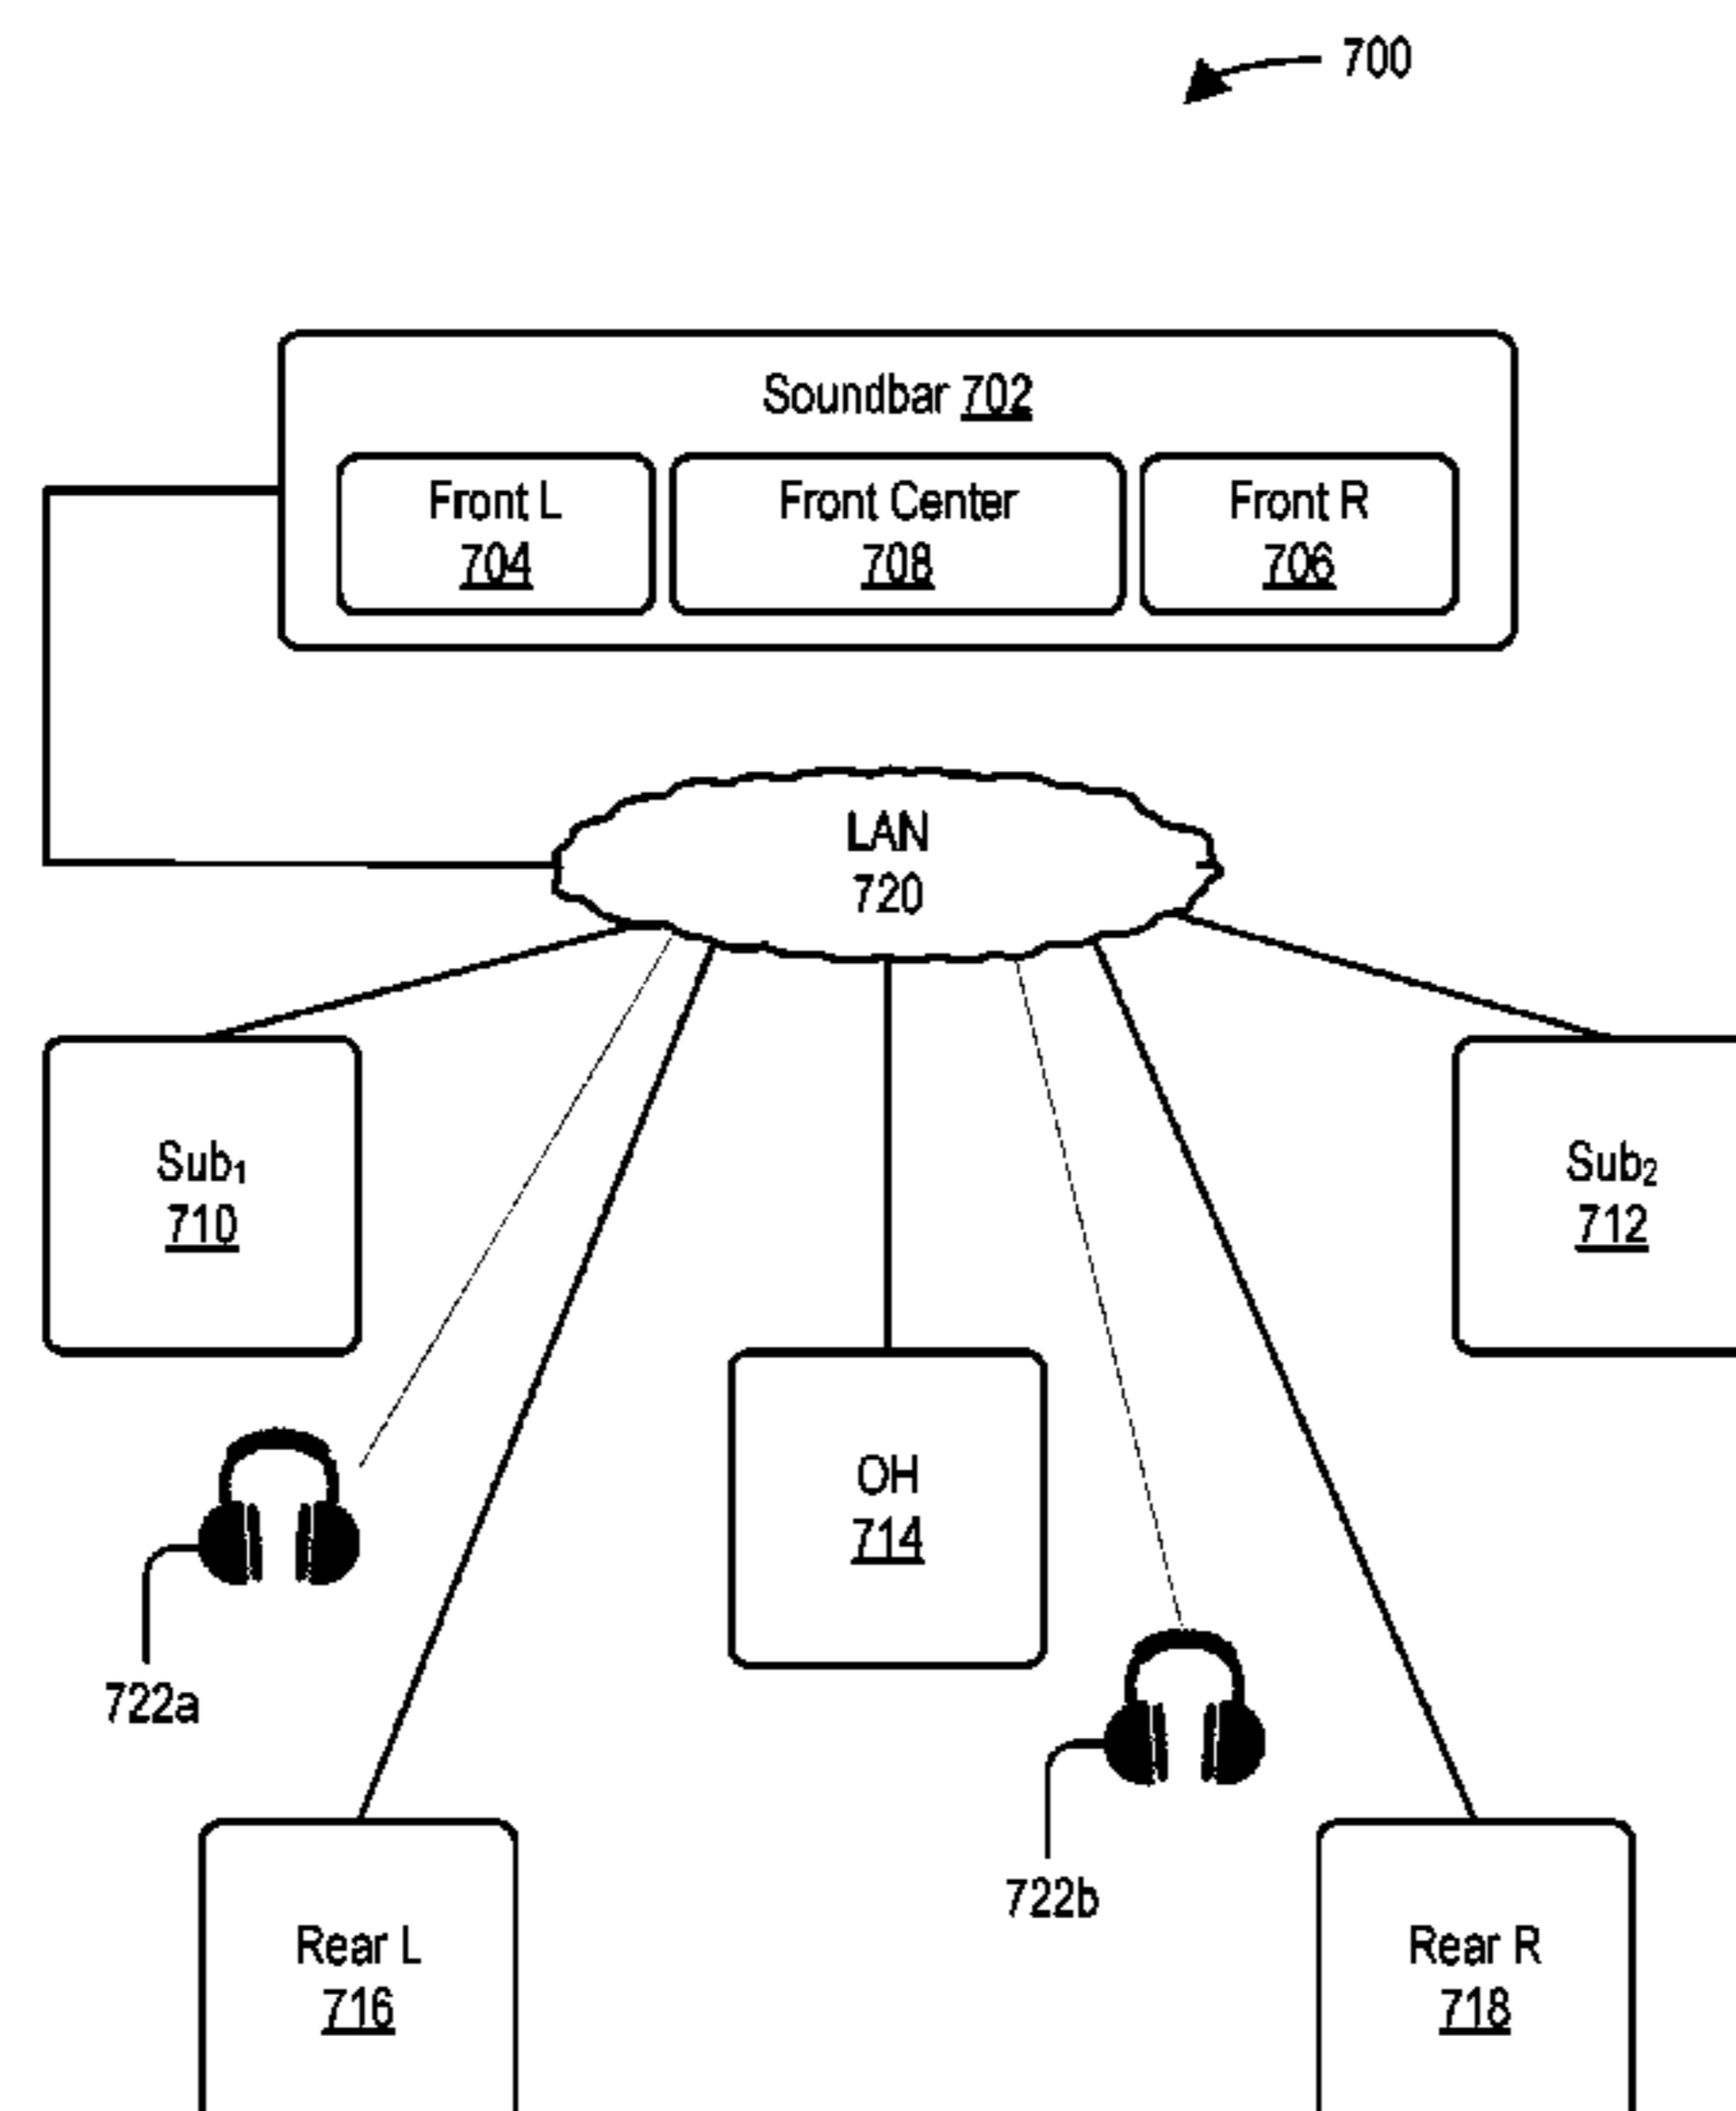 700
Soundbar 702
Front L
704
Front Center
708
Front R
706
LAN
720
Sub₁
710
Sub₂
712
OH
714
722a
722b
Rear L
716
Rear R
718